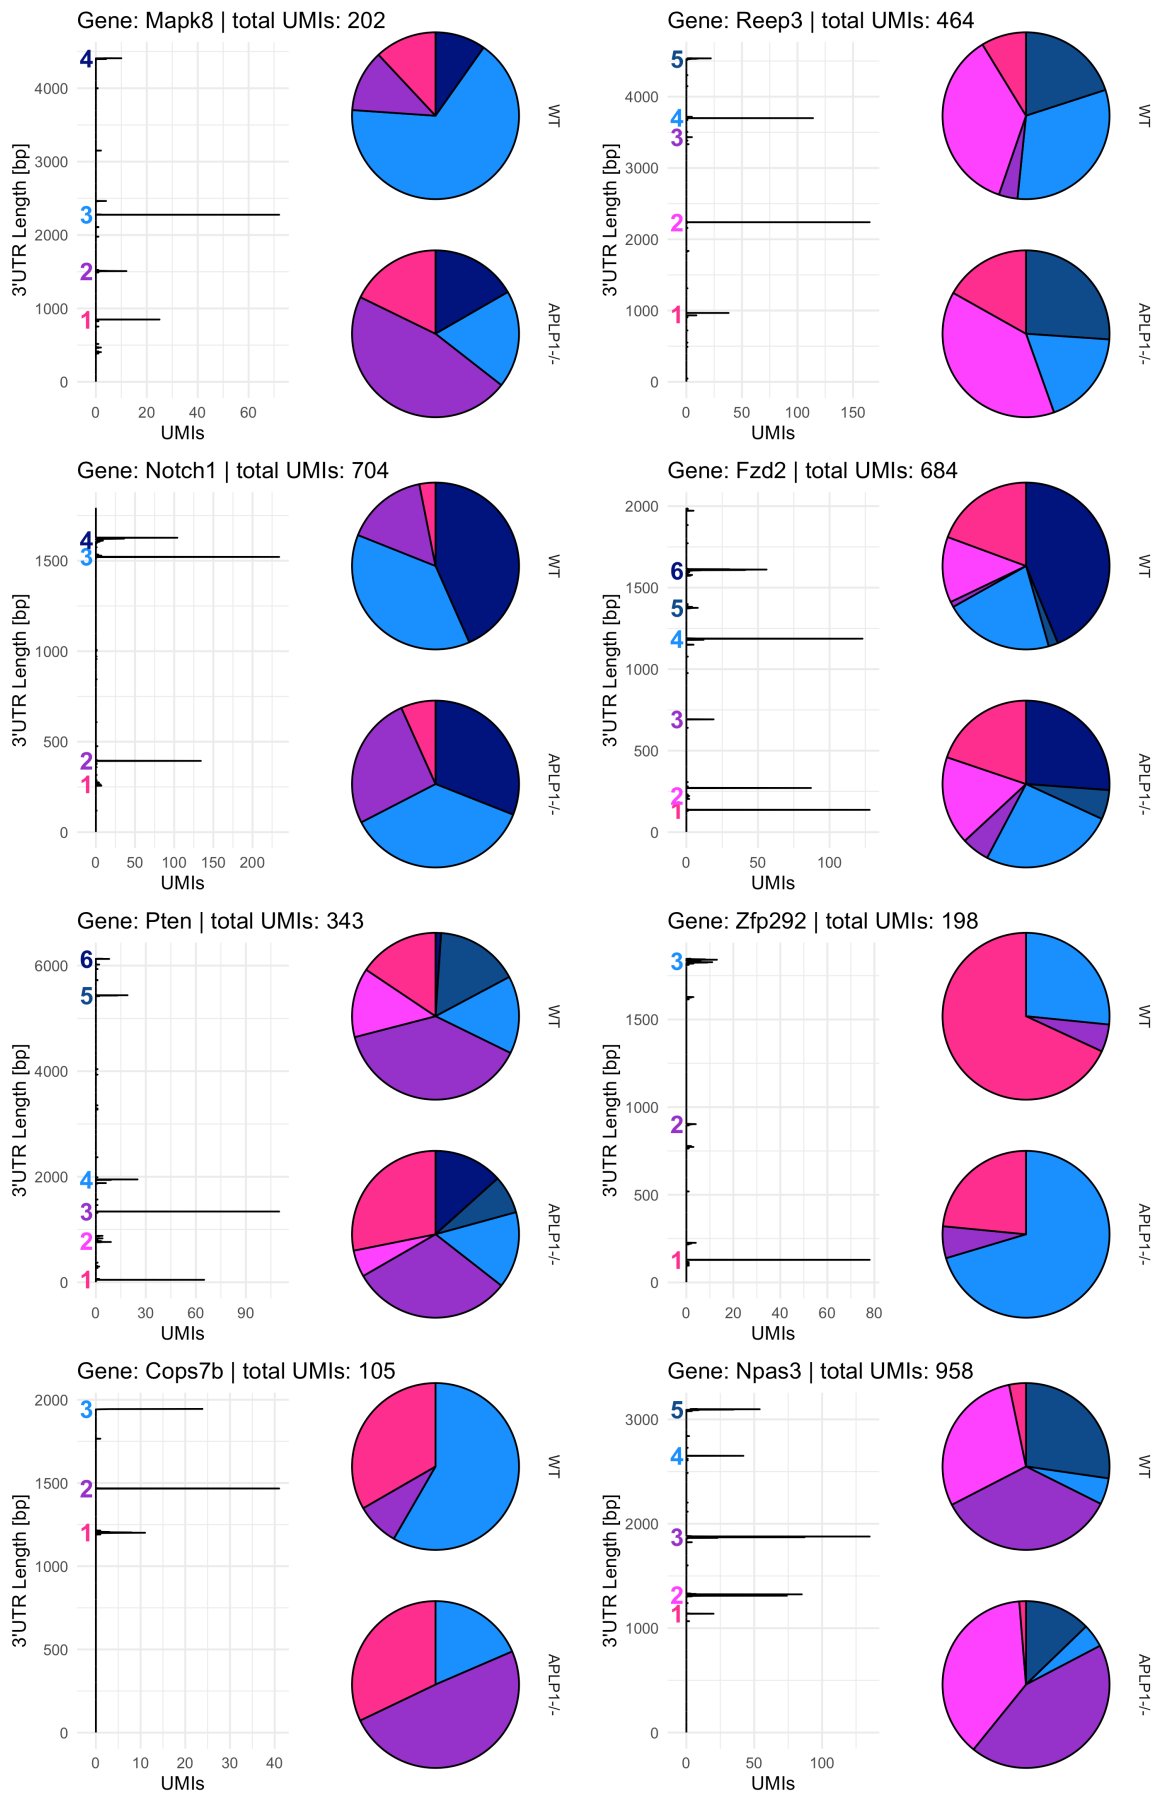 Gene: Mapk8 | total UMIs: 202
4
4000
3000
3
2000
2
1000
1
0
3'UTR Length [bp]
0 20 40 60
UMIs
WT
APLP1-/-
Gene: Reep3 | total UMIs: 464
5
4000
4
3
3000
2
2000
1
1000
0
3'UTR Length [bp]
0 50 100 150
UMIs
WT
APLP1-/-
Gene: Notch1 | total UMIs: 704
4
3
1500
1000
500
2
1
0
3'UTR Length [bp]
0 50 100 150 200
UMIs
WT
APLP1-/-
Gene: Fzd2 | total UMIs: 684
2000
6
1500
5
4
1000
3
500
2
1
0
3'UTR Length [bp]
0 50 100
UMIs
WT
APLP1-/-
Gene: Pten | total UMIs: 343
6
6000
5
4000
2000
4
3
2
1
0
3'UTR Length [bp]
0 30 60 90
UMIs
WT
APLP1-/-
Gene: Zfp292 | total UMIs: 198
3
1500
1000
2
500
1
0
3'UTR Length [bp]
0 20 40 60 80
UMIs
WT
APLP1-/-
Gene: Cops7b | total UMIs: 105
2000
3
1500
2
1
1000
500
0
3'UTR Length [bp]
0 10 20 30 40
UMIs
WT
APLP1-/-
Gene: Npas3 | total UMIs: 958
5
3000
4
2000
3
2
1
1000
0
3'UTR Length [bp]
0 50 100
UMIs
WT
APLP1-/-